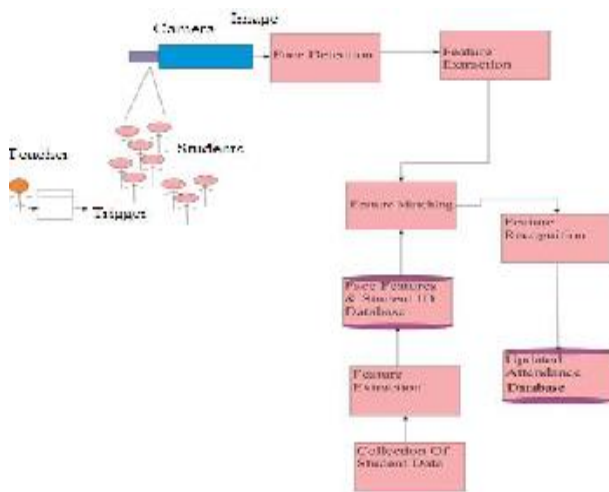 Image
Camera
Face Detection
Feature
Extraction
Students
Teacher
Trigger
Feature Matching
Feature
Recognition
Face Features
& Student ID
Database
Updated
Attendance
Database
Feature
Extraction
Collection Of
Student Data